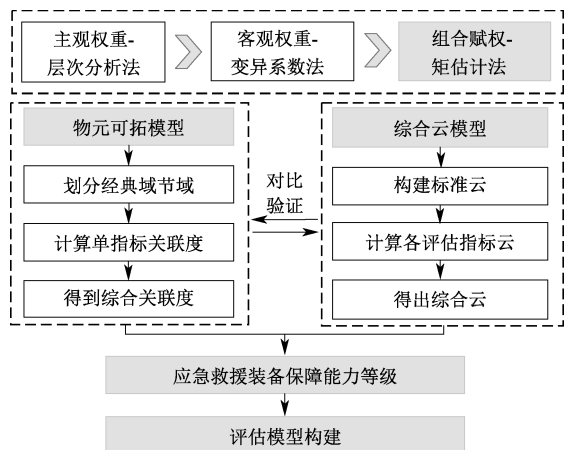 主观权重-
层次分析法
客观权重-
变异系数法
组合赋权-
矩估计法
物元可拓模型
划分经典域节域
计算单指标关联度
得到综合关联度
对比
验证
综合云模型
构建标准云
计算各评估指标云
得出综合云
应急救援装备保障能力等级
评估模型构建